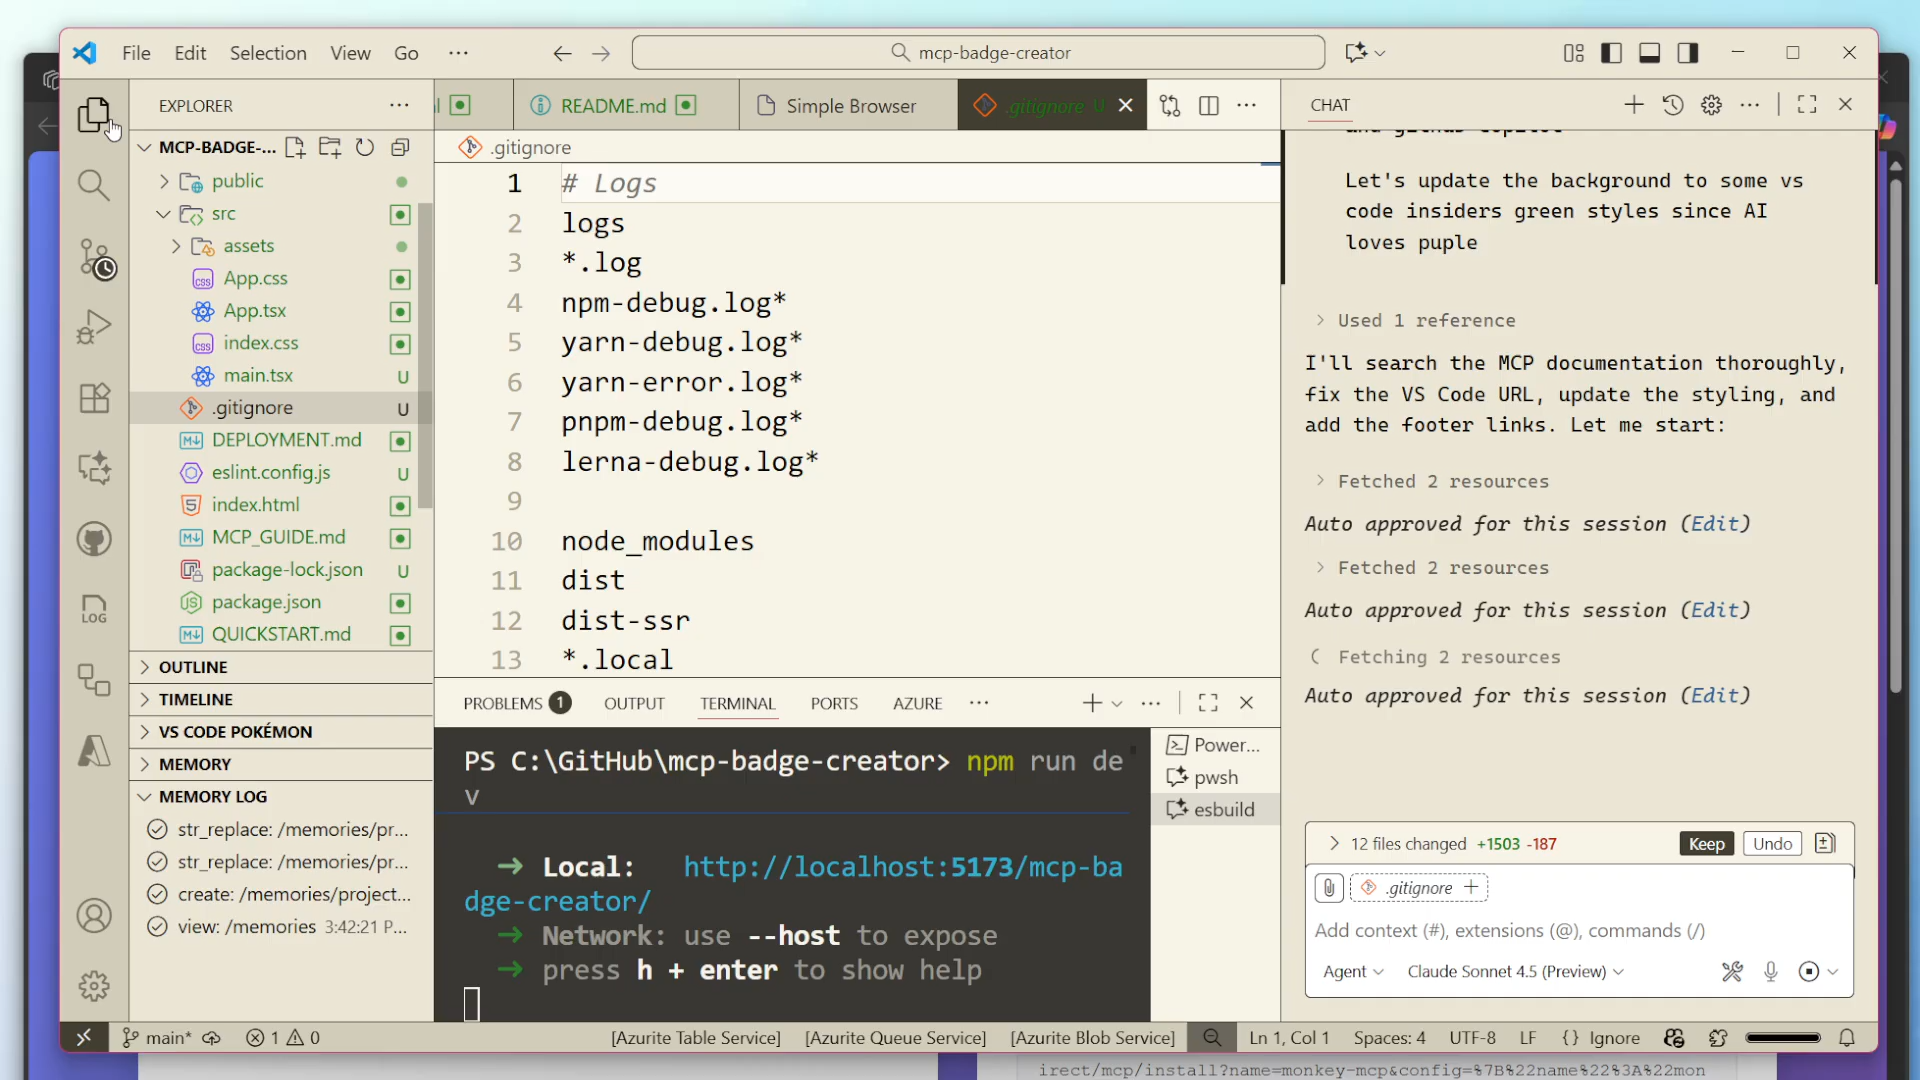 File Edit Selection View Go ···
mcp-badge-creator
EXPLORER
MCP-BADGE-...
public
src
assets
App.css
App.tsx
index.css
main.tsx U
.gitignore U
DEPLOYMENT.md
eslint.config.js U
index.html
MCP_GUIDE.md
package-lock.json U
package.json
QUICKSTART.md
OUTLINE
TIMELINE
VS CODE POKÉMON
MEMORY
MEMORY LOG
str_replace: /memories/pr...
str_replace: /memories/pr...
create: /memories/project...
view: /memories 3:42:21 P...
README.md
Simple Browser
.gitignore U
.gitignore
1 # Logs
2 logs
3 *.log
4 npm-debug.log*
5 yarn-debug.log*
6 yarn-error.log*
7 pnpm-debug.log*
8 lerna-debug.log*
9
10 node_modules
11 dist
12 dist-ssr
13 *.local
PROBLEMS 1 OUTPUT TERMINAL PORTS AZURE ···
PS C:\GitHub\mcp-badge-creator> npm run de
v
➜ Local: http://localhost:5173/mcp-ba
dge-creator/
➜ Network: use --host to expose
➜ press h + enter to show help
Power...
pwsh
esbuild
CHAT
and github copilot
Let's update the background to some vs
code insiders green styles since AI
loves puple
Used 1 reference
I'll search the MCP documentation thoroughly,
fix the VS Code URL, update the styling, and
add the footer links. Let me start:
Fetched 2 resources
Auto approved for this session (Edit)
Fetched 2 resources
Auto approved for this session (Edit)
Fetching 2 resources
Auto approved for this session (Edit)
12 files changed +1503 -187 Keep Undo
.gitignore
Add context (#), extensions (@), commands (/)
Agent Claude Sonnet 4.5 (Preview)
main* 1 0 [Azurite Table Service] [Azurite Queue Service] [Azurite Blob Service] Ln 1, Col 1 Spaces: 4 UTF-8 LF {} Ignore
irect/mcp/install?name=monkey-mcp&config=%7B%22name%22%3A%22mon
LOG